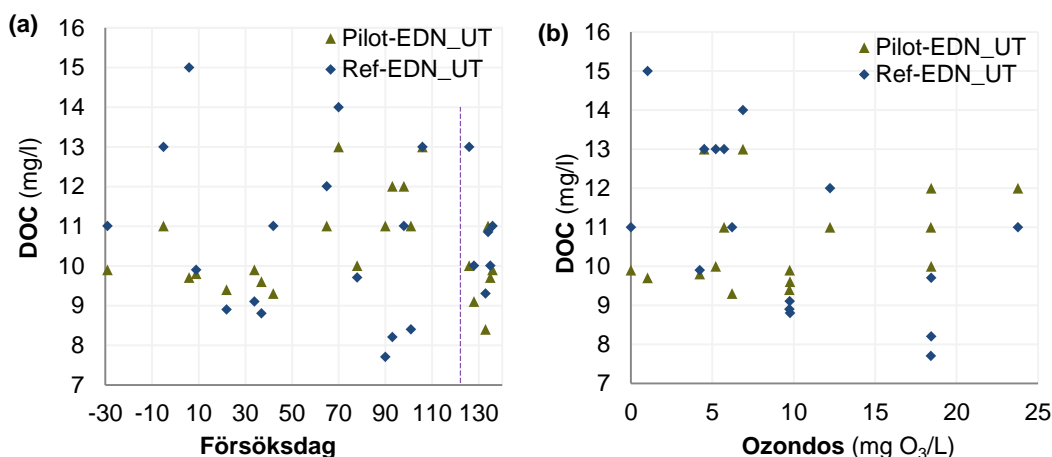 (a)
16
15
14
13
12
11
10
9
8
7
DOC (mg/l)
Pilot-EDN_UT
Ref-EDN_UT
-30 -10 10 30 50 70 90 110 130
Försöksdag
(b)
16
15
14
13
12
11
10
9
8
7
DOC (mg/l)
Pilot-EDN_UT
Ref-EDN_UT
0 5 10 15 20 25
Ozondos (mg O₃/L)